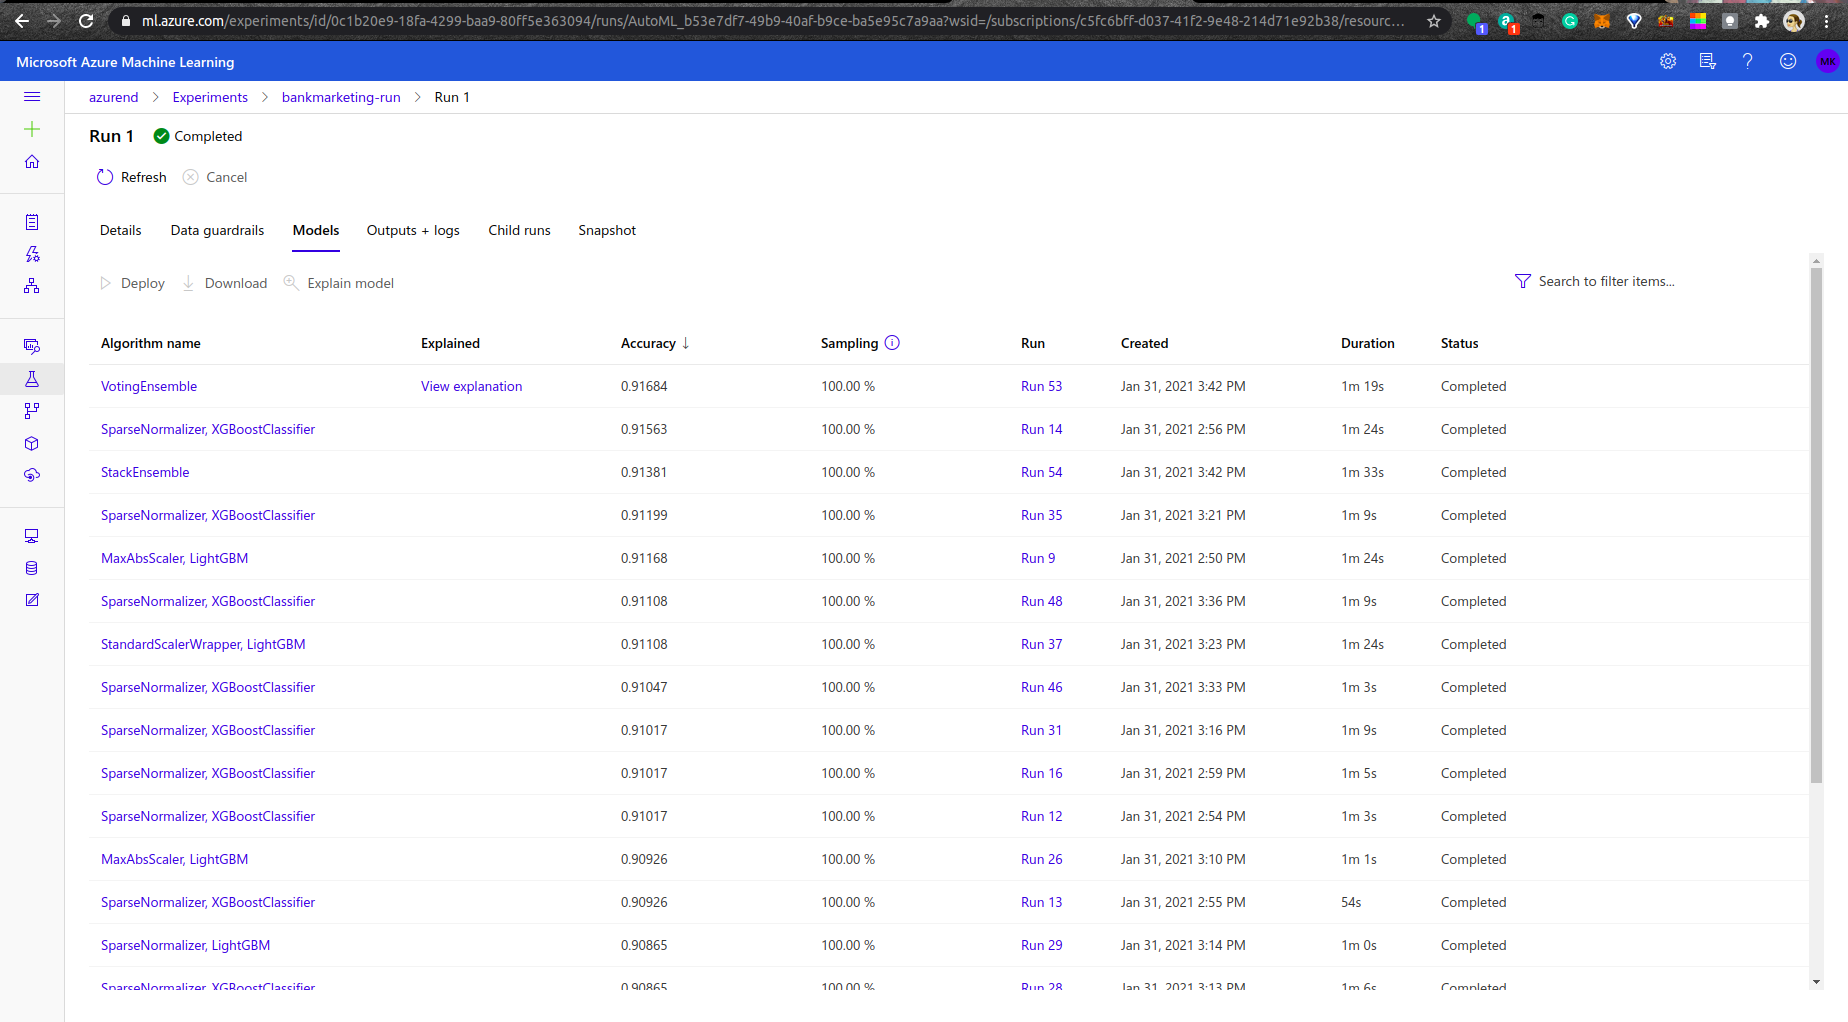 ml.azure.com/experiments/id/0c1b20e9-18fa-4299-baa9-80ff5e363094/runs/AutoML_b53e7df7-49b9-40af-b9ce-ba5e95c7a9aa?wsid=/subscriptions/c5fc6bff-d037-41f2-9e48-214d71e92b38/resourc...
1
1
Microsoft Azure Machine Learning
MK
azurend > Experiments > bankmarketing-run > Run 1
Run 1 Completed
Refresh Cancel
Details Data guardrails Models Outputs + logs Child runs Snapshot
Deploy Download Explain model Search to filter items...
Algorithm name Explained Accuracy ↓ Sampling Run Created Duration Status
VotingEnsemble View explanation 0.91684 100.00 % Run 53 Jan 31, 2021 3:42 PM 1m 19s Completed
SparseNormalizer, XGBoostClassifier 0.91563 100.00 % Run 14 Jan 31, 2021 2:56 PM 1m 24s Completed
StackEnsemble 0.91381 100.00 % Run 54 Jan 31, 2021 3:42 PM 1m 33s Completed
SparseNormalizer, XGBoostClassifier 0.91199 100.00 % Run 35 Jan 31, 2021 3:21 PM 1m 9s Completed
MaxAbsScaler, LightGBM 0.91168 100.00 % Run 9 Jan 31, 2021 2:50 PM 1m 24s Completed
SparseNormalizer, XGBoostClassifier 0.91108 100.00 % Run 48 Jan 31, 2021 3:36 PM 1m 9s Completed
StandardScalerWrapper, LightGBM 0.91108 100.00 % Run 37 Jan 31, 2021 3:23 PM 1m 24s Completed
SparseNormalizer, XGBoostClassifier 0.91047 100.00 % Run 46 Jan 31, 2021 3:33 PM 1m 3s Completed
SparseNormalizer, XGBoostClassifier 0.91017 100.00 % Run 31 Jan 31, 2021 3:16 PM 1m 9s Completed
SparseNormalizer, XGBoostClassifier 0.91017 100.00 % Run 16 Jan 31, 2021 2:59 PM 1m 5s Completed
SparseNormalizer, XGBoostClassifier 0.91017 100.00 % Run 12 Jan 31, 2021 2:54 PM 1m 3s Completed
MaxAbsScaler, LightGBM 0.90926 100.00 % Run 26 Jan 31, 2021 3:10 PM 1m 1s Completed
SparseNormalizer, XGBoostClassifier 0.90926 100.00 % Run 13 Jan 31, 2021 2:55 PM 54s Completed
SparseNormalizer, LightGBM 0.90865 100.00 % Run 29 Jan 31, 2021 3:14 PM 1m 0s Completed
SparseNormalizer, XGBoostClassifier 0.90865 100.00 % Run 28 Jan 31, 2021 3:13 PM 1m 6s Completed